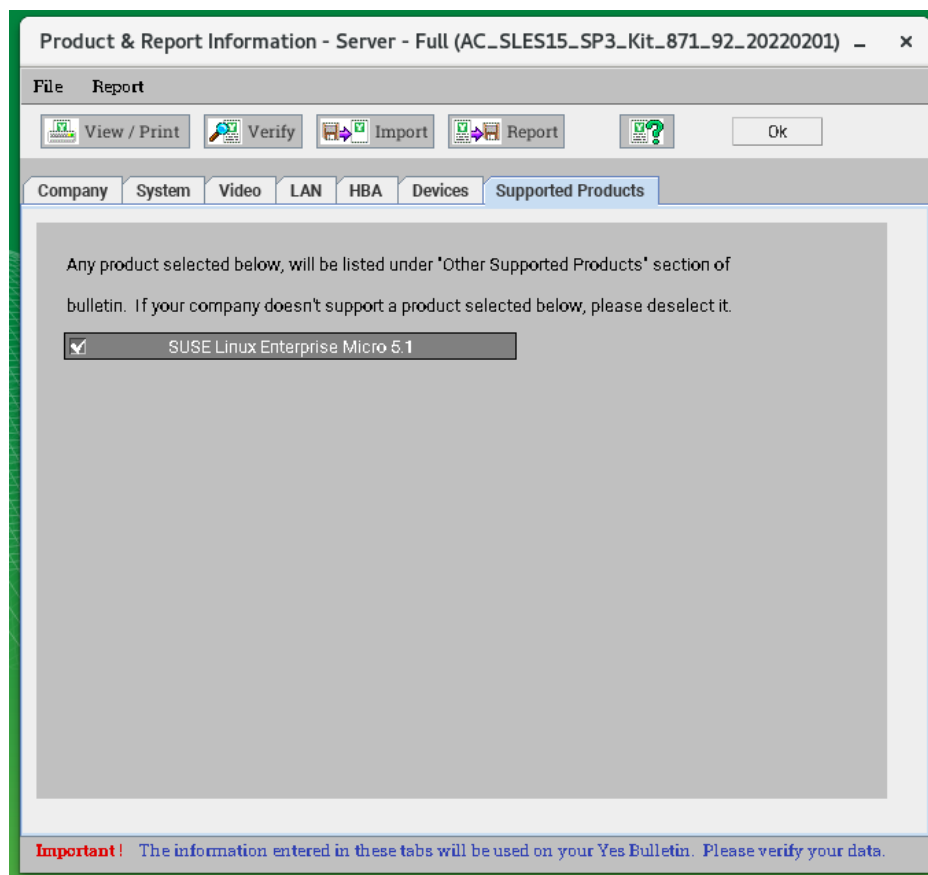 Product & Report Information - Server - Full (AC_SLES15_SP3_Kit_871_92_20220201)
File Report
View / Print Verify Import Report Ok
Company System Video LAN HBA Devices Supported Products
Any product selected below, will be listed under "Other Supported Products" section of
bulletin. If your company doesn't support a product selected below, please deselect it.
SUSE Linux Enterprise Micro 5.1
Important! The information entered in these tabs will be used on your Yes Bulletin. Please verify your data.